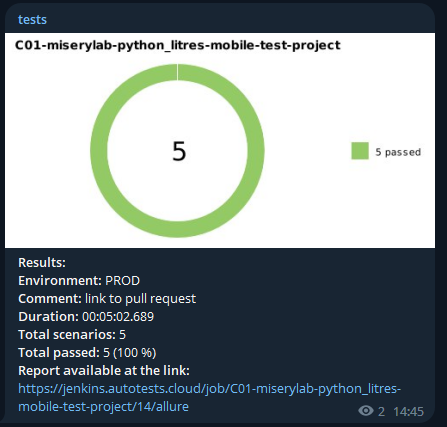 tests
C01-miserylab-python_litres-mobile-test-project
5
5 passed
Results:
Environment: PROD
Comment: link to pull request
Duration: 00:05:02.689
Total scenarios: 5
Total passed: 5 (100 %)
Report available at the link:
https://jenkins.autotests.cloud/job/C01-miserylab-python_litres-
mobile-test-project/14/allure
2 14:45